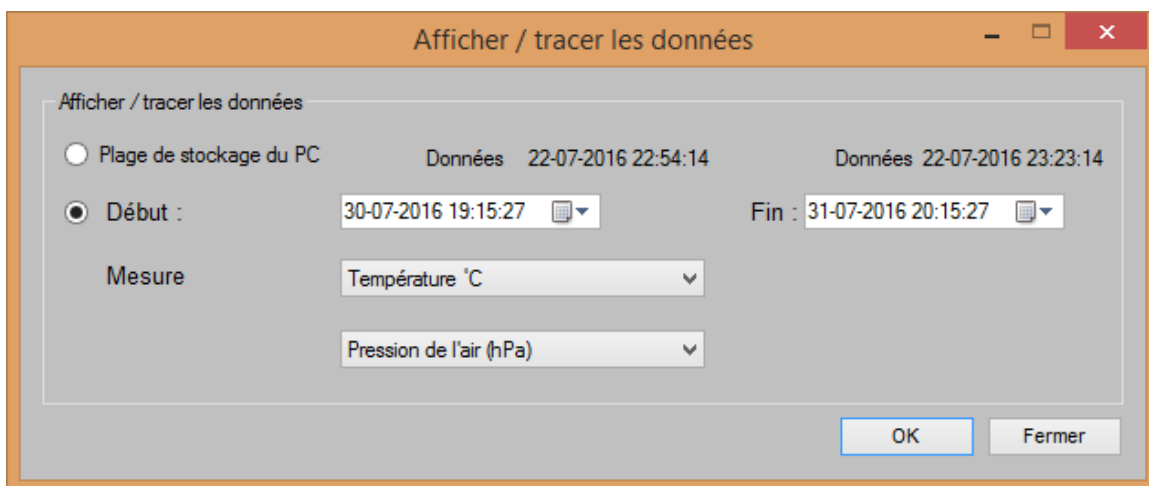 Afficher / tracer les données
Afficher / tracer les données
Plage de stockage du PC Données 22-07-2016 22:54:14 Données 22-07-2016 23:23:14
Début : 30-07-2016 19:15:27 Fin : 31-07-2016 20:15:27
Mesure Température °C
Pression de l'air (hPa)
OK Fermer